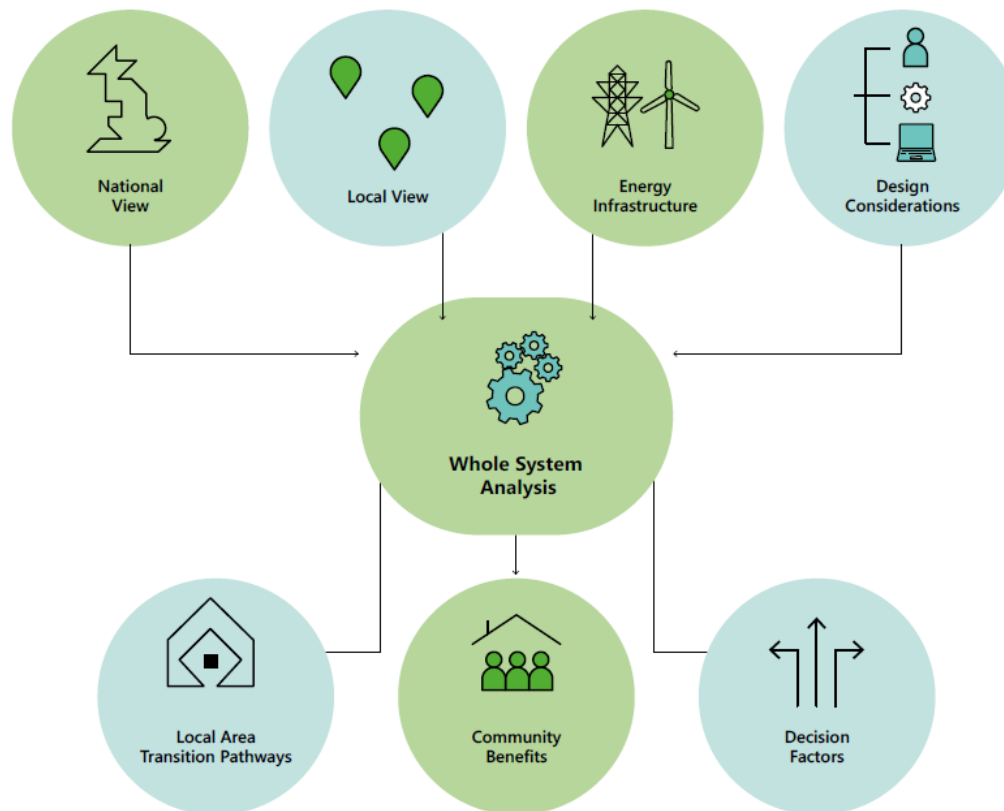 National
View
Local View
Energy
Infrastructure
Design
Considerations
Whole System
Analysis
Local Area
Transition Pathways
Community
Benefits
Decision
Factors